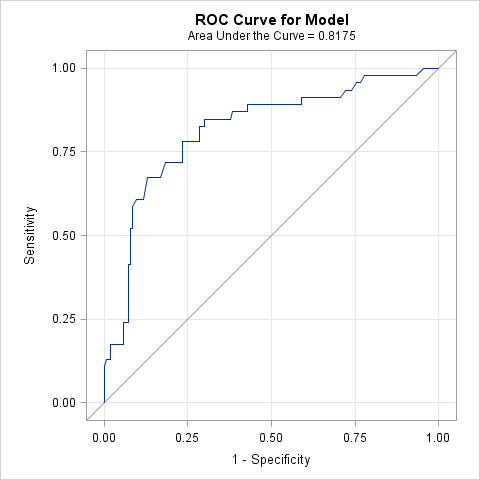 ROC Curve for Model
Area Under the Curve = 0.8175
1.00
0.75
0.50
0.25
0.00
Sensitivity
0.00 0.25 0.50 0.75 1.00
1 - Specificity